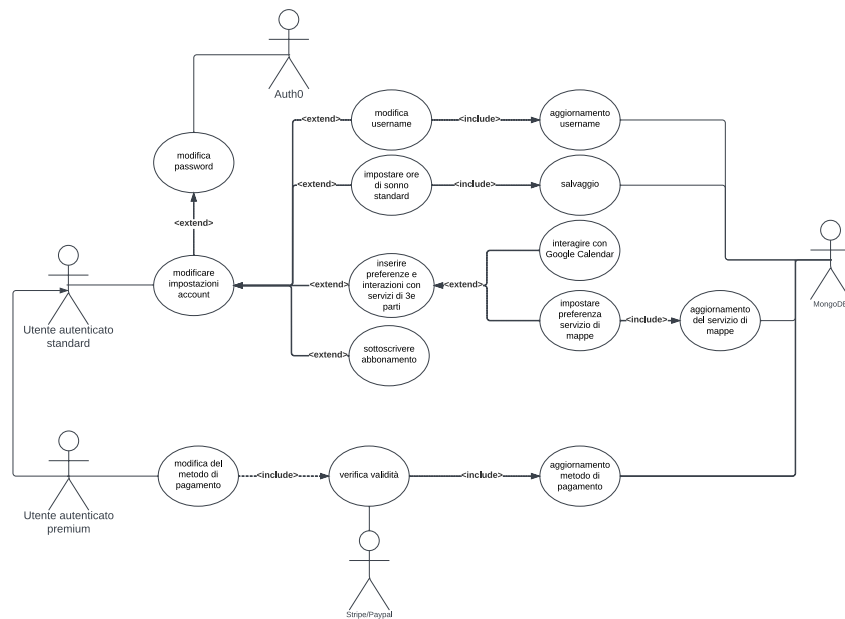 Auth0
<extend>
modifica
username
<include>
aggiornamento
username
modifica
password
<extend>
impostare ore
di sonno
standard
<include>
salvaggio
<extend>
interagire con
Google Calendar
modificare
impostazioni
account
<extend>
inserire
preferenze e
interazioni con
servizi di 3e
parti
<extend>
impostare
preferenza
servizio di
mappe
<include>
aggiornamento
del servizio di
mappe
MongoDB
Utente autenticato
standard
<extend>
sottoscrivere
abbonamento
Utente autenticato
premium
modifica del
metodo di
pagamento
<include>
verifica validità
<include>
aggiornamento
metodo di
pagamento
Stripe/Paypal